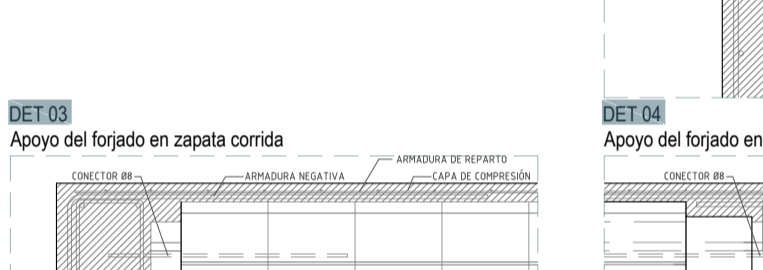 DET 03
Apoyo del forjado en zapata corrida
ARMADURA DE REPARTO
CONECTOR Ø8
ARMADURA NEGATIVA
CAPA DE COMPRESIÓN
DET 04
Apoyo del forjado en
CONECTOR Ø8